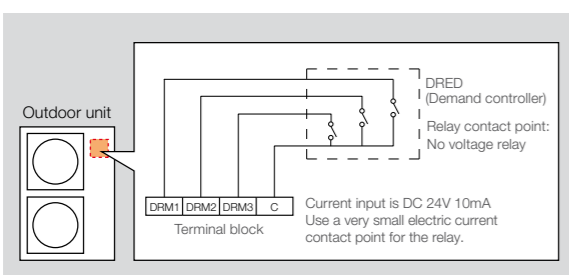 Outdoor unit
DRED
(Demand controller)
Relay contact point:
No voltage relay
DRM1 DRM2 DRM3 C
Terminal block
Current input is DC 24V 10mA
Use a very small electric current
contact point for the relay.